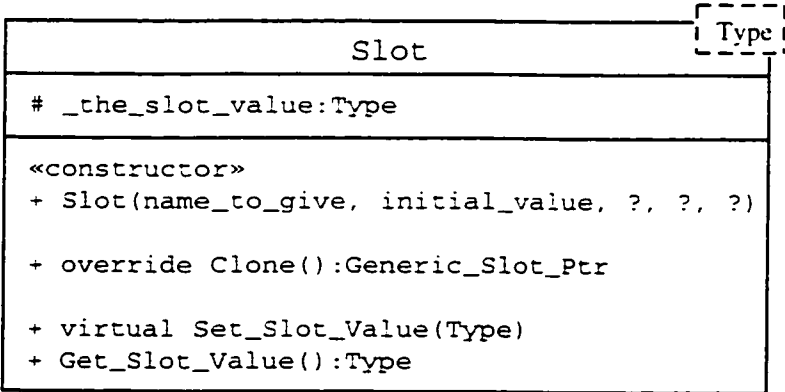 Type
Slot
# _the_slot_value:Type
«constructor»
+ Slot(name_to_give, initial_value, ?, ?, ?)
+ override Clone():Generic_Slot_Ptr
+ virtual Set_Slot_Value(Type)
+ Get_Slot_Value():Type